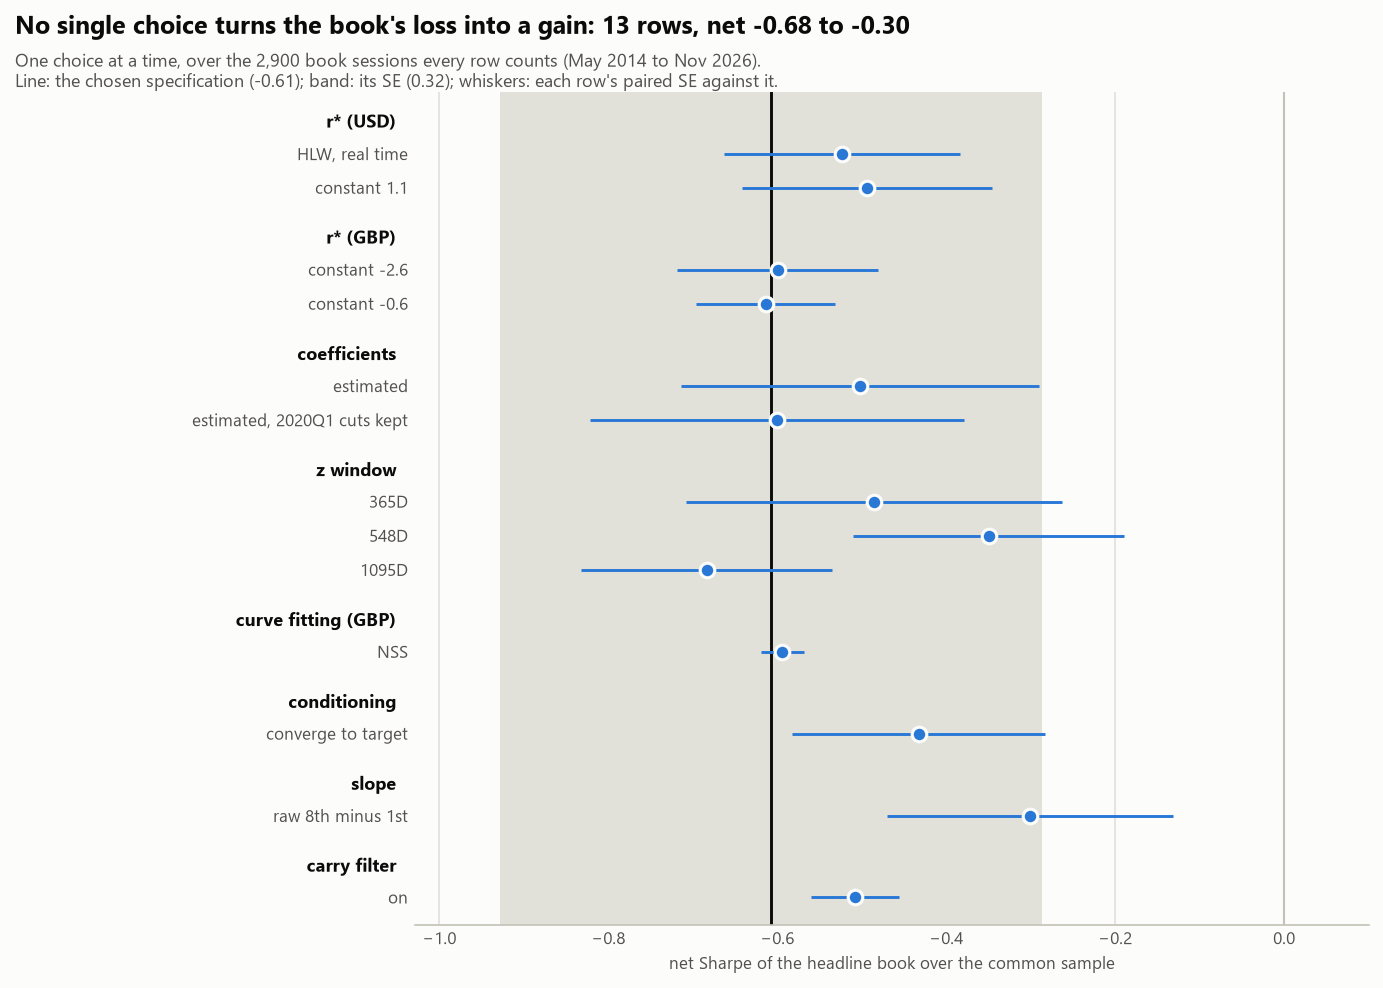 No single choice turns the book's loss into a gain: 13 rows, net -0.68 to -0.30
One choice at a time, over the 2,900 book sessions every row counts (May 2014 to Nov 2026).
Line: the chosen specification (-0.61); band: its SE (0.32); whiskers: each row's paired SE against it.
r* (USD)
HLW, real time
constant 1.1
r* (GBP)
constant -2.6
constant -0.6
coefficients
estimated
estimated, 2020Q1 cuts kept
z window
365D
548D
1095D
curve fitting (GBP)
NSS
conditioning
converge to target
slope
raw 8th minus 1st
carry filter
on
−1.0 −0.8 −0.6 −0.4 −0.2 0.0
net Sharpe of the headline book over the common sample